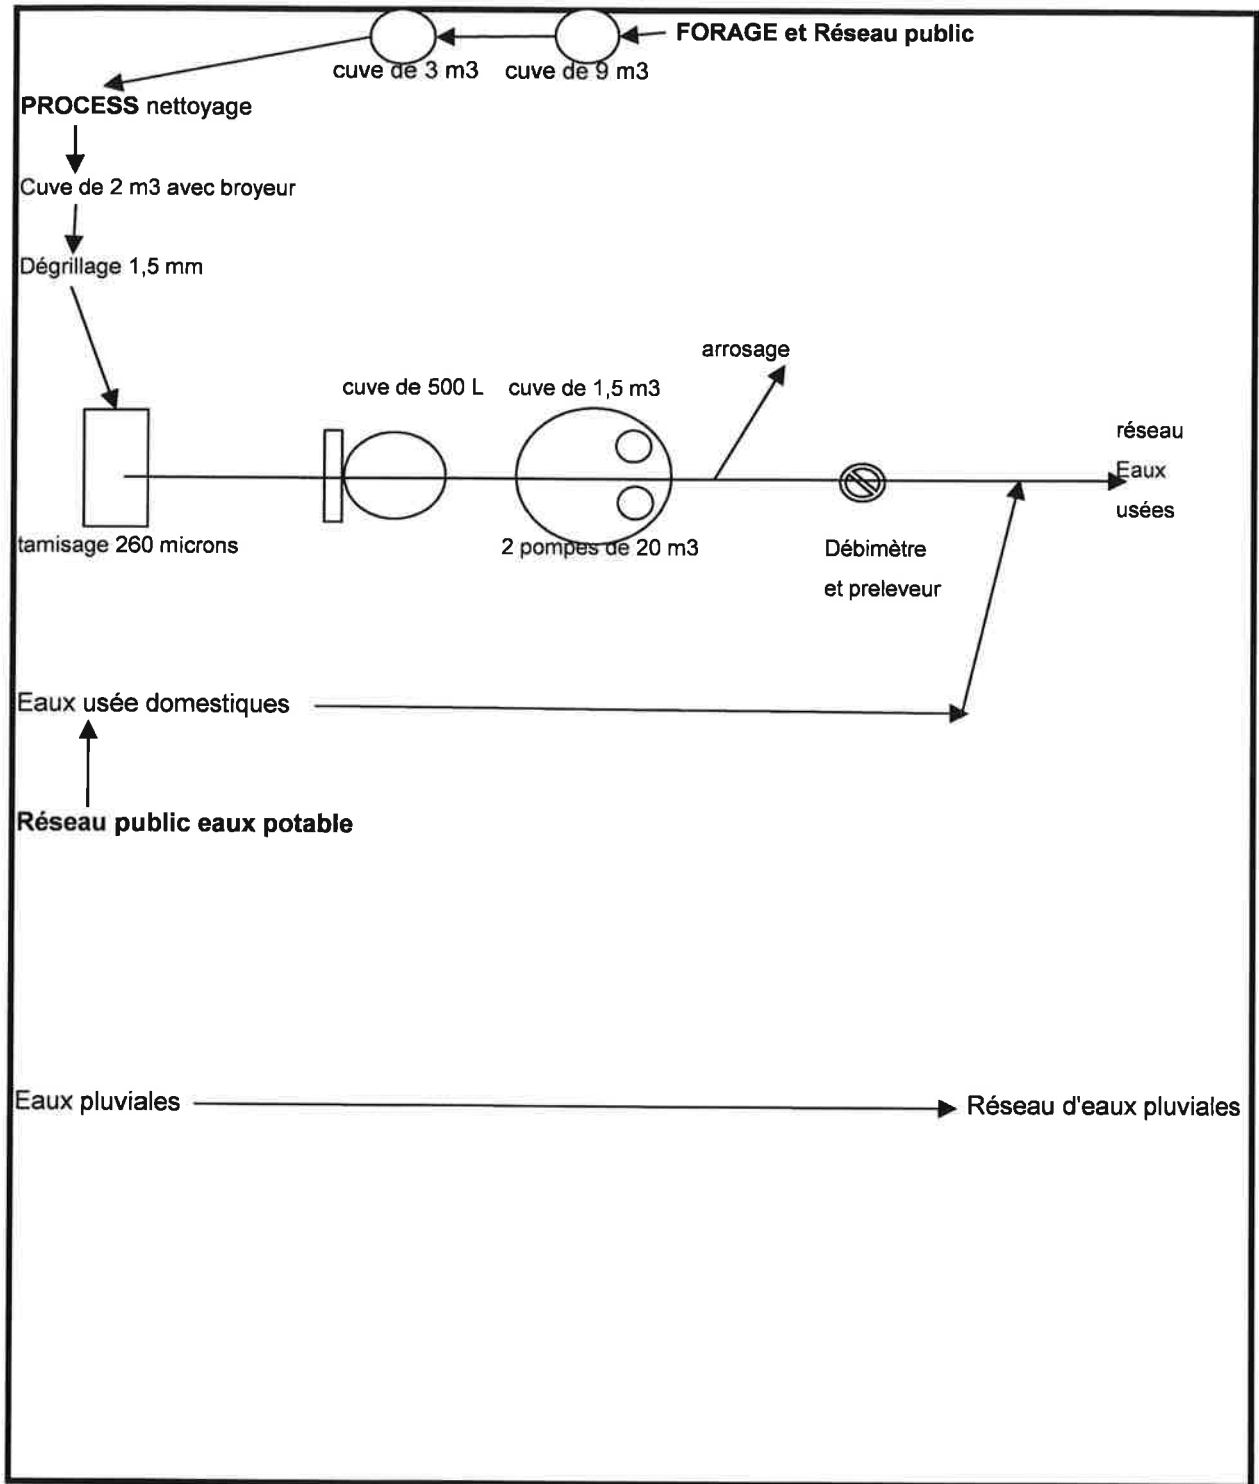 FORAGE et Réseau public
cuve de 3 m3
cuve de 9 m3
PROCESS nettoyage
Cuve de 2 m3 avec broyeur
Dégrillage 1,5 mm
arrosage
cuve de 500 L
cuve de 1,5 m3
réseau
Eaux
usées
tamisage 260 microns
2 pompes de 20 m3
Débimètre
et preleveur
Eaux usée domestiques
Réseau public eaux potable
Eaux pluviales
Réseau d'eaux pluviales